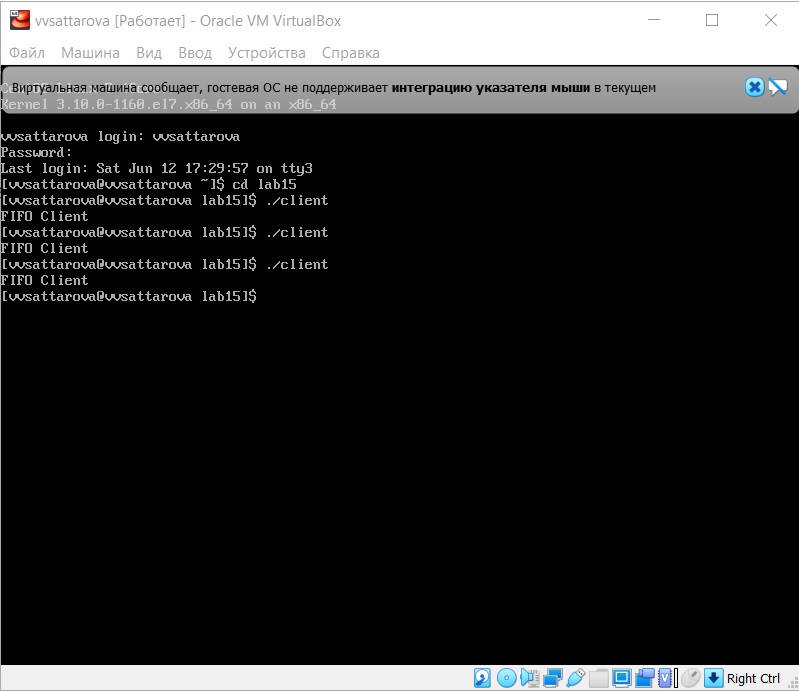 vvsattarova [Работает] - Oracle VM VirtualBox
Файл Машина Вид Ввод Устройства Справка
Виртуальная машина сообщает, гостевая ОС не поддерживает интеграцию указателя мыши в текущем
Kernel 3.10.0-1160.el7.x86_64 on an x86_64
vvsattarova login: vvsattarova
Password:
Last login: Sat Jun 12 17:29:57 on tty3
[vvsattarova@vvsattarova ~]$ cd lab15
[vvsattarova@vvsattarova lab15]$ ./client
FIFO Client
[vvsattarova@vvsattarova lab15]$ ./client
FIFO Client
[vvsattarova@vvsattarova lab15]$ ./client
FIFO Client
[vvsattarova@vvsattarova lab15]$
Right Ctrl